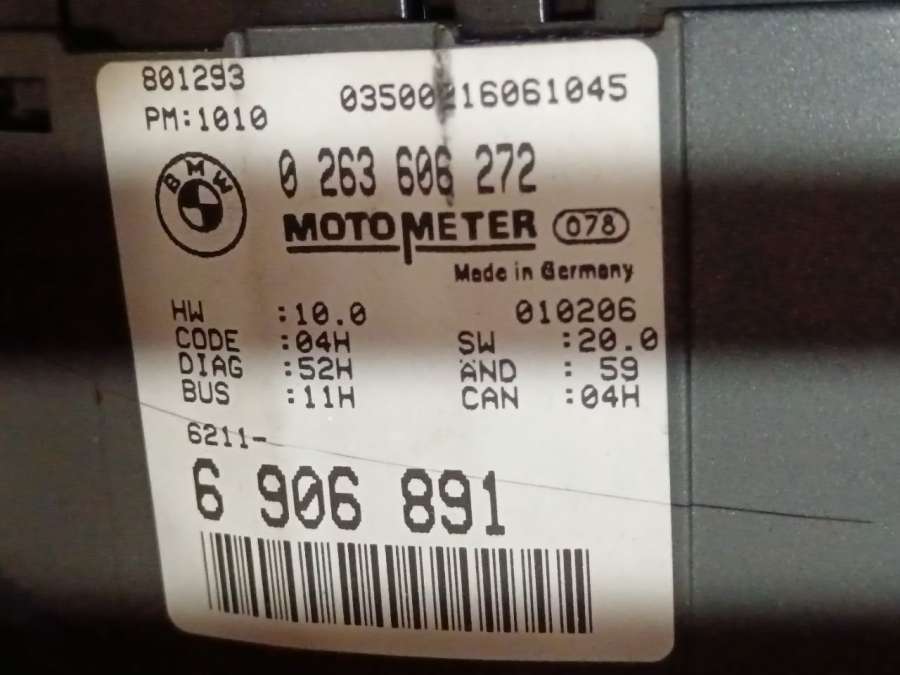 801293
PM:1010
03500216061045
BMW
0 263 606 272
MOTOMETER 078
Made in Germany
010206
HW :10.0
CODE :04H SW :20.0
DIAG :52H AND : 59
BUS :11H CAN :04H
6211-
6 906 891